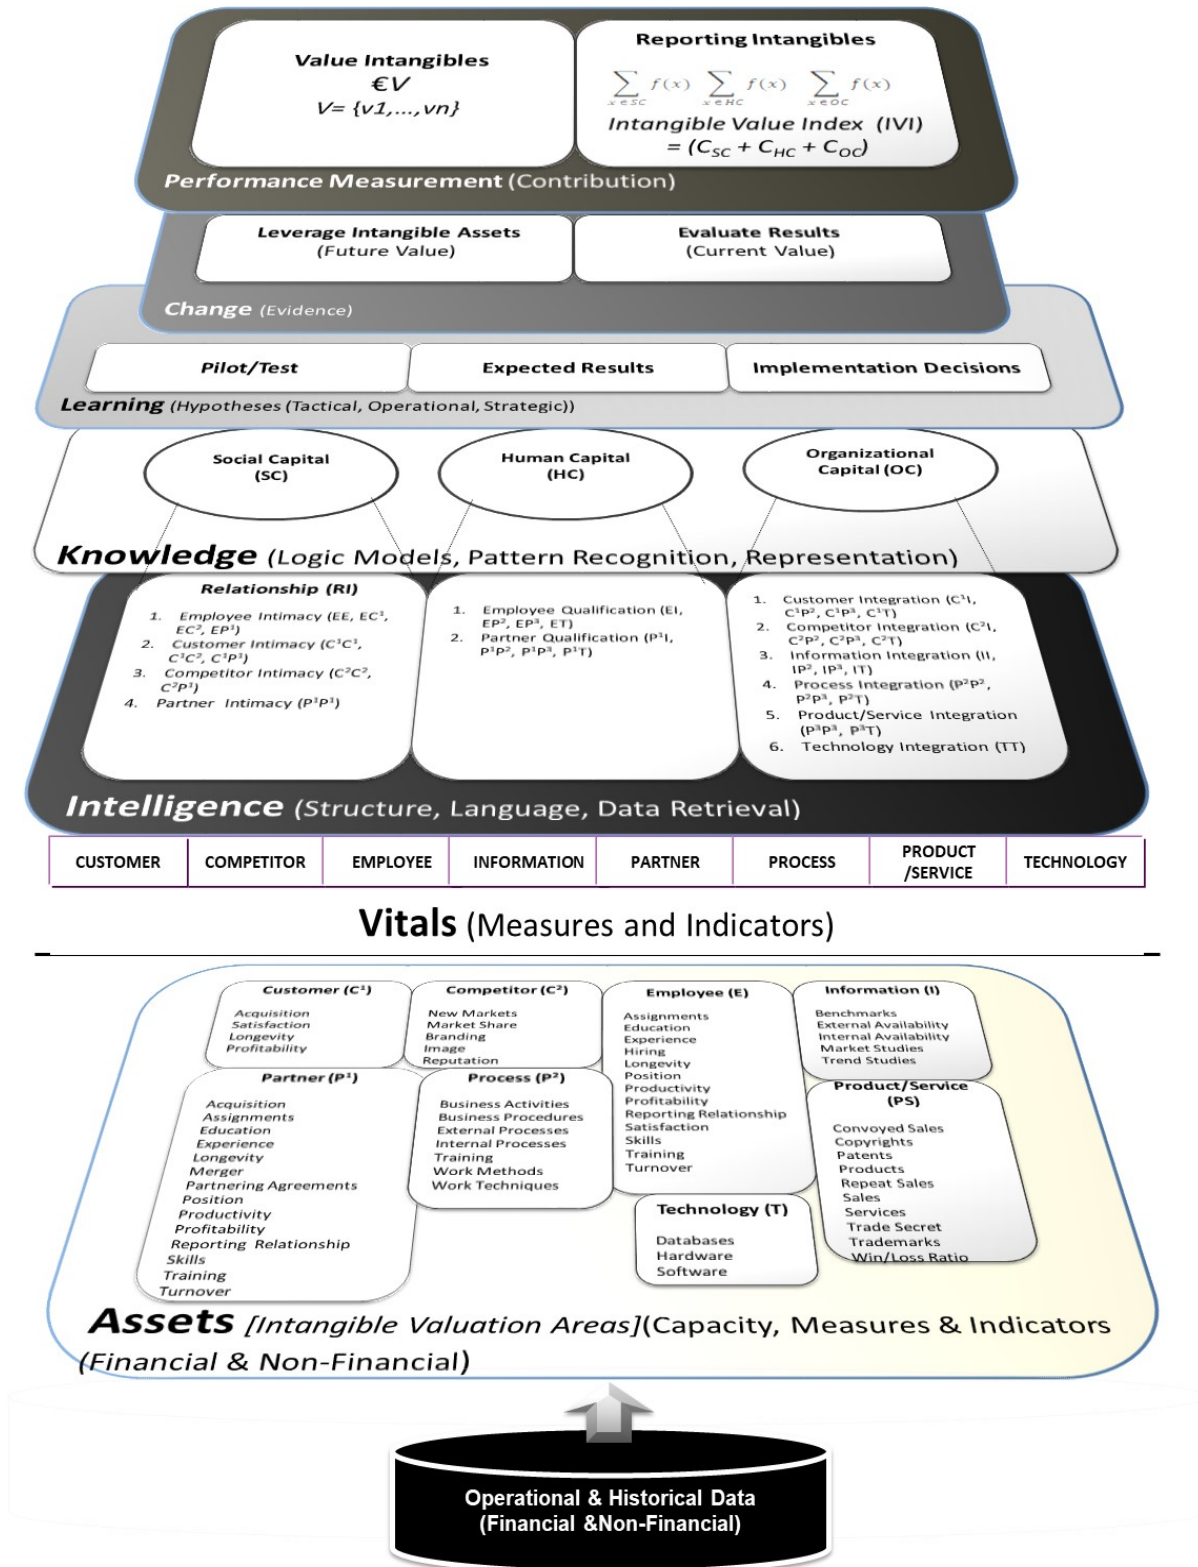 Value Intangibles
€V
V= {v1,...,vn}
Reporting Intangibles
∑ f(x) ∑ f(x) ∑ f(x)
x∈SC x∈HC x∈OC
Intangible Value Index (IVI)
= (C_SC + C_HC + C_OC)
Performance Measurement (Contribution)
Leverage Intangible Assets
(Future Value)
Evaluate Results
(Current Value)
Change (Evidence)
Pilot/Test
Expected Results
Implementation Decisions
Learning (Hypotheses (Tactical, Operational, Strategic))
Social Capital
(SC)
Human Capital
(HC)
Organizational
Capital (OC)
Knowledge (Logic Models, Pattern Recognition, Representation)
Relationship (RI)
1. Employee Intimacy (EE, EC¹,
EC², EP¹)
2. Customer Intimacy (C¹C¹,
C¹C², C¹P¹)
3. Competitor Intimacy (C²C²,
C²P¹)
4. Partner Intimacy (P¹P¹)
1. Employee Qualification (EI,
EP², EP³, ET)
2. Partner Qualification (P¹I,
P¹P², P¹P³, P¹T)
1. Customer Integration (C¹I,
C¹P², C¹P³, C¹T)
2. Competitor Integration (C²I,
C²P², C²P³, C²T)
3. Information Integration (II,
IP², IP³, IT)
4. Process Integration (P²P²,
P²P³, P²T)
5. Product/Service Integration
(P³P³, P³T)
6. Technology Integration (TT)
Intelligence (Structure, Language, Data Retrieval)
CUSTOMER
COMPETITOR
EMPLOYEE
INFORMATION
PARTNER
PROCESS
PRODUCT
/SERVICE
TECHNOLOGY
Vitals (Measures and Indicators)
Customer (C¹)
Acquisition
Satisfaction
Longevity
Profitability
Competitor (C²)
New Markets
Market Share
Branding
Image
Reputation
Employee (E)
Assignments
Education
Experience
Hiring
Longevity
Position
Productivity
Profitability
Reporting Relationship
Satisfaction
Skills
Training
Turnover
Information (I)
Benchmarks
External Availability
Internal Availability
Market Studies
Trend Studies
Partner (P¹)
Acquisition
Assignments
Education
Experience
Longevity
Merger
Partnering Agreements
Position
Productivity
Profitability
Reporting Relationship
Skills
Training
Turnover
Process (P²)
Business Activities
Business Procedures
External Processes
Internal Processes
Training
Work Methods
Work Techniques
Technology (T)
Databases
Hardware
Software
Product/Service
(PS)
Convoyed Sales
Copyrights
Patents
Products
Repeat Sales
Sales
Services
Trade Secret
Trademarks
Win/Loss Ratio
Assets [Intangible Valuation Areas](Capacity, Measures & Indicators
(Financial & Non-Financial)
Operational & Historical Data
(Financial &Non-Financial)